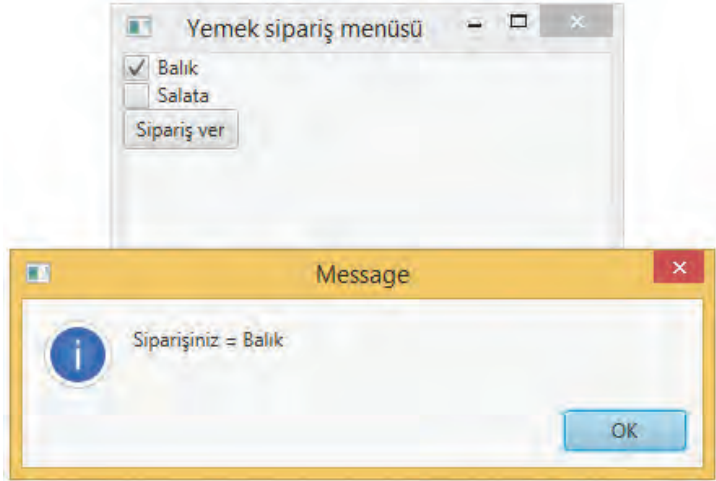 Yemek sipariş menüsü
Balık
Salata
Sipariş ver
Message
Siparişiniz = Balık
OK